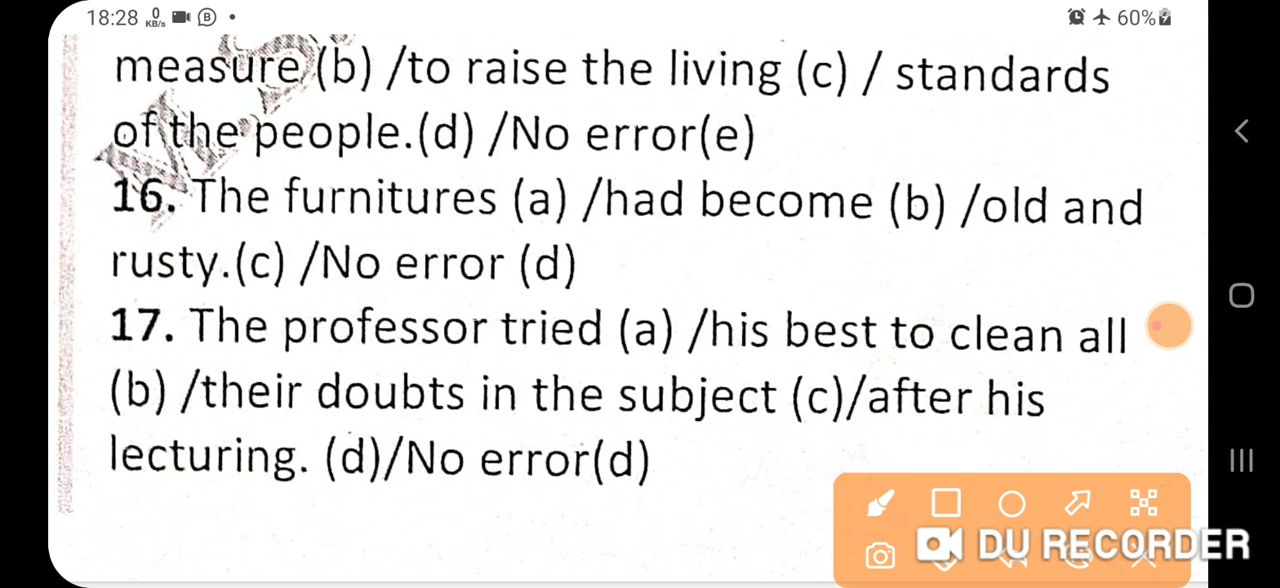 18:28 0 KB/s B 60%
measure (b) /to raise the living (c) / standards
of the people.(d) /No error(e)
16. The furnitures (a) /had become (b) /old and
rusty.(c) /No error (d)
17. The professor tried (a) /his best to clean all
(b) /their doubts in the subject (c)/after his
lecturing. (d)/No error(d)
DU RECORDER